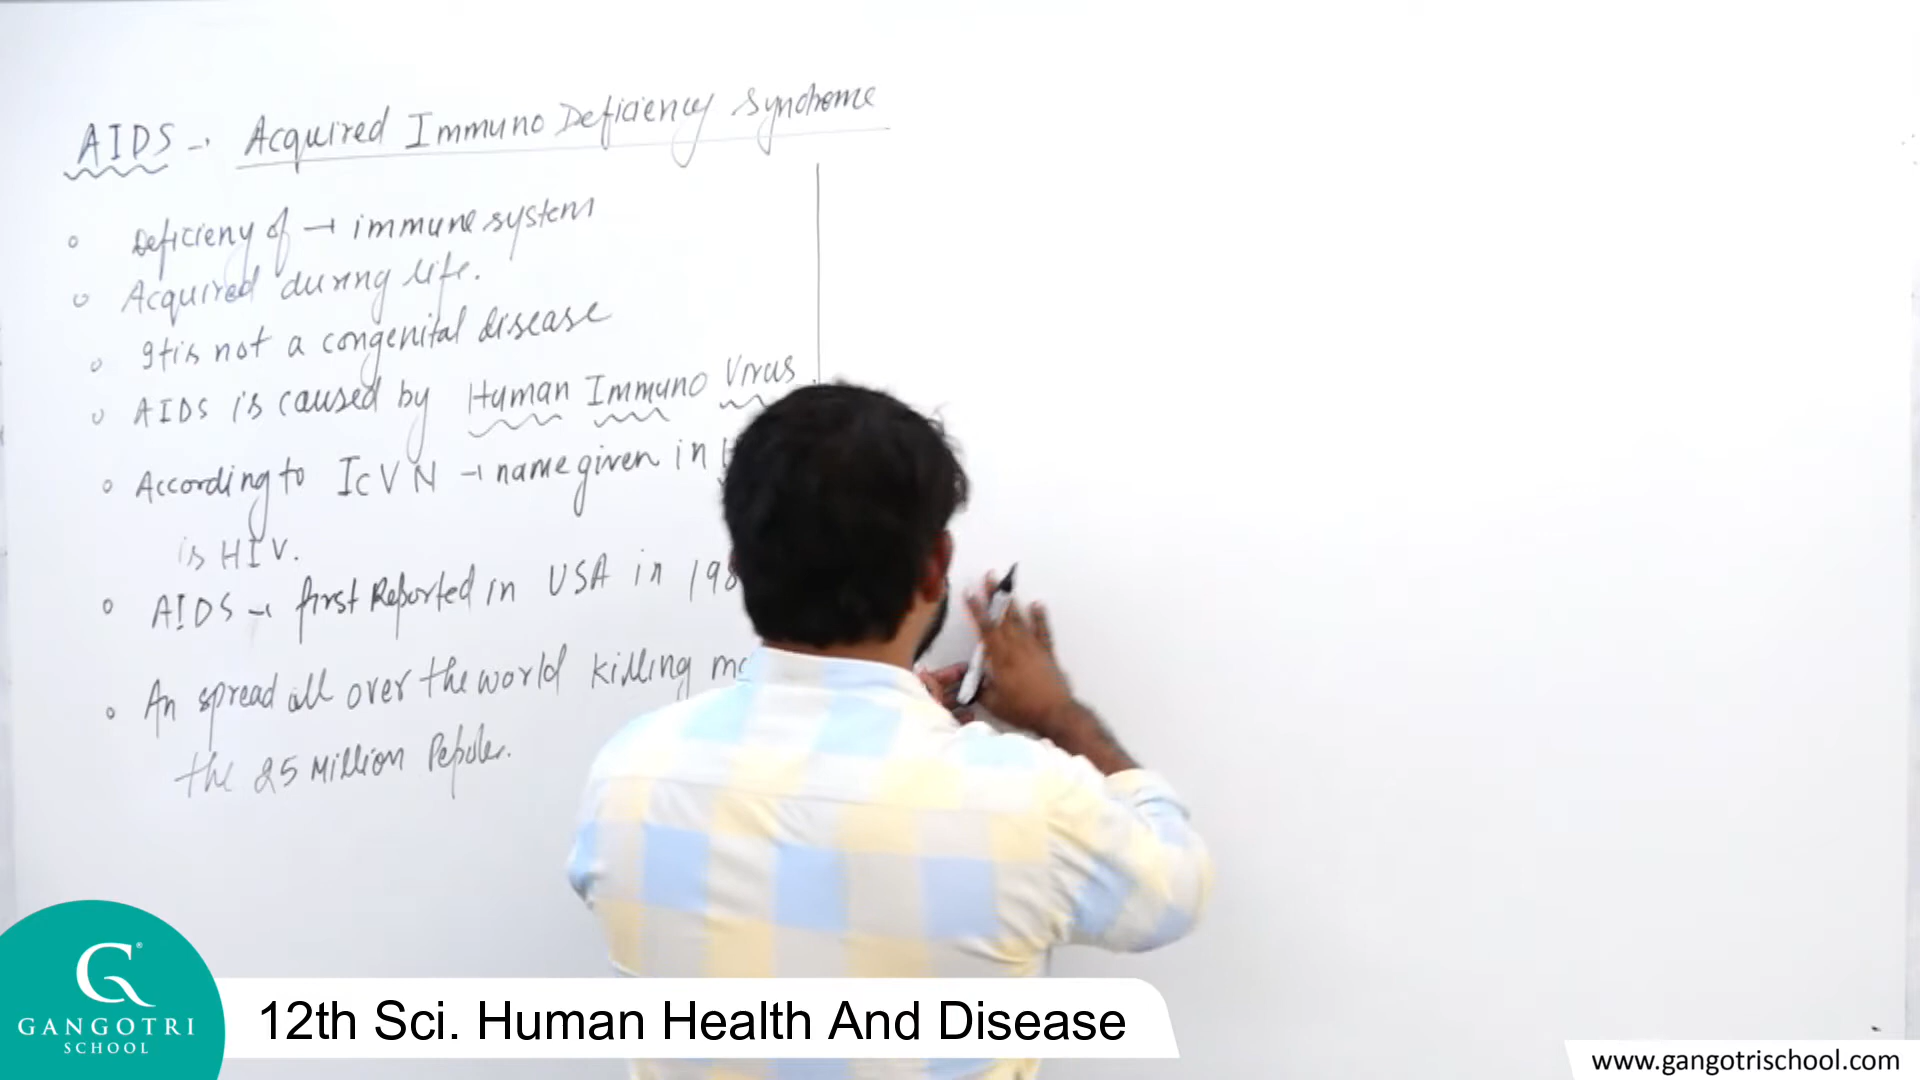 AIDS → Acquired Immuno Deficiency Syndrome
Deficieny of → immune system
Acquired during life.
It is not a congenital disease
AIDS is caused by Human Immuno Virus.
According to IcVN → name given in
is HIV.
AIDS → first Reported in USA in 198
An spread all over the world killing mo
the 25 Million Pepole.
GANGOTRI
SCHOOL
12th Sci. Human Health And Disease
www.gangotrischool.com